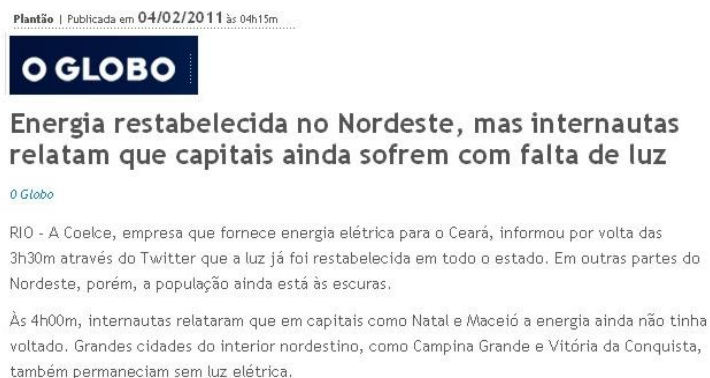 Plantão | Publicada em 04/02/2011 às 04h15m
O GLOBO
Energia restabelecida no Nordeste, mas internautas
relatam que capitais ainda sofrem com falta de luz
O Globo
RIO - A Coelce, empresa que fornece energia elétrica para o Ceará, informou por volta das
3h30m através do Twitter que a luz já foi restabelecida em todo o estado. Em outras partes do
Nordeste, porém, a população ainda está às escuras.
Às 4h00m, internautas relataram que em capitais como Natal e Maceió a energia ainda não tinha
voltado. Grandes cidades do interior nordestino, como Campina Grande e Vitória da Conquista,
também permaneciam sem luz elétrica.